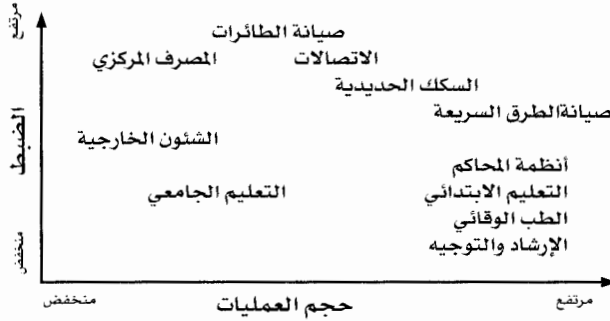 مرتفع
صيانة الطائرات
المصرف المركزي
الاتصالات
السكك الحديدية
صيانة الطرق السريعة
الضبط
الشئون الخارجية
أنظمة المحاكم
التعليم الابتدائي
التعليم الجامعي
الطب الوقائي
الإرشاد والتوجيه
منخفض
مرتفع
حجم العمليات
منخفض